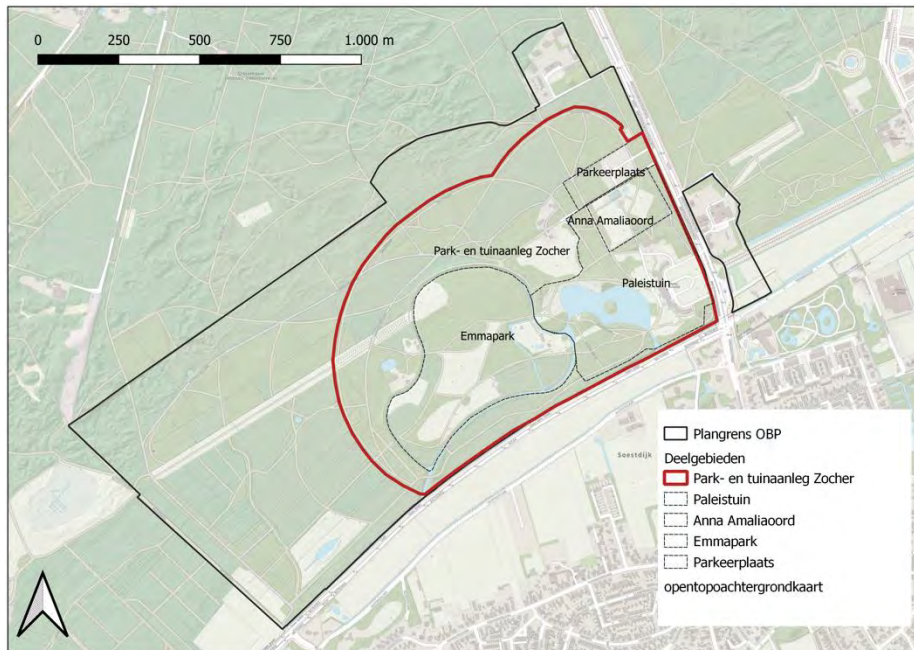 0 250 500 750 1.000 m
Parkeerplaats
Anna Amaliaoord
Park- en tuinaanleg Zocher
Paleistuin
Emmapark
Soestdijk
Plangrens OBP
Deelgebieden
Park- en tuinaanleg Zocher
Paleistuin
Anna Amaliaoord
Emmapark
Parkeerplaats
opentopoachtergrondkaart